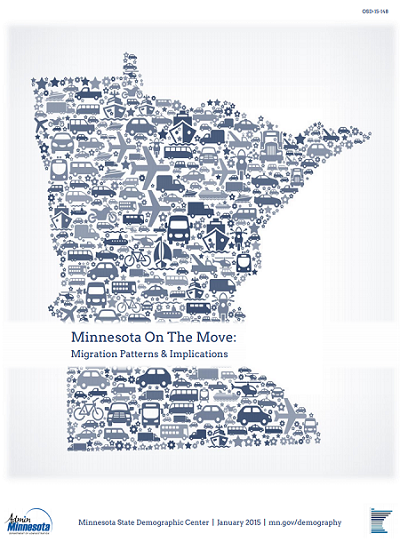 OSD-15-148
Minnesota On The Move:
Migration Patterns & Implications
Admin
Minnesota
DEPARTMENT OF ADMINISTRATION
Minnesota State Demographic Center | January 2015 | mn.gov/demography